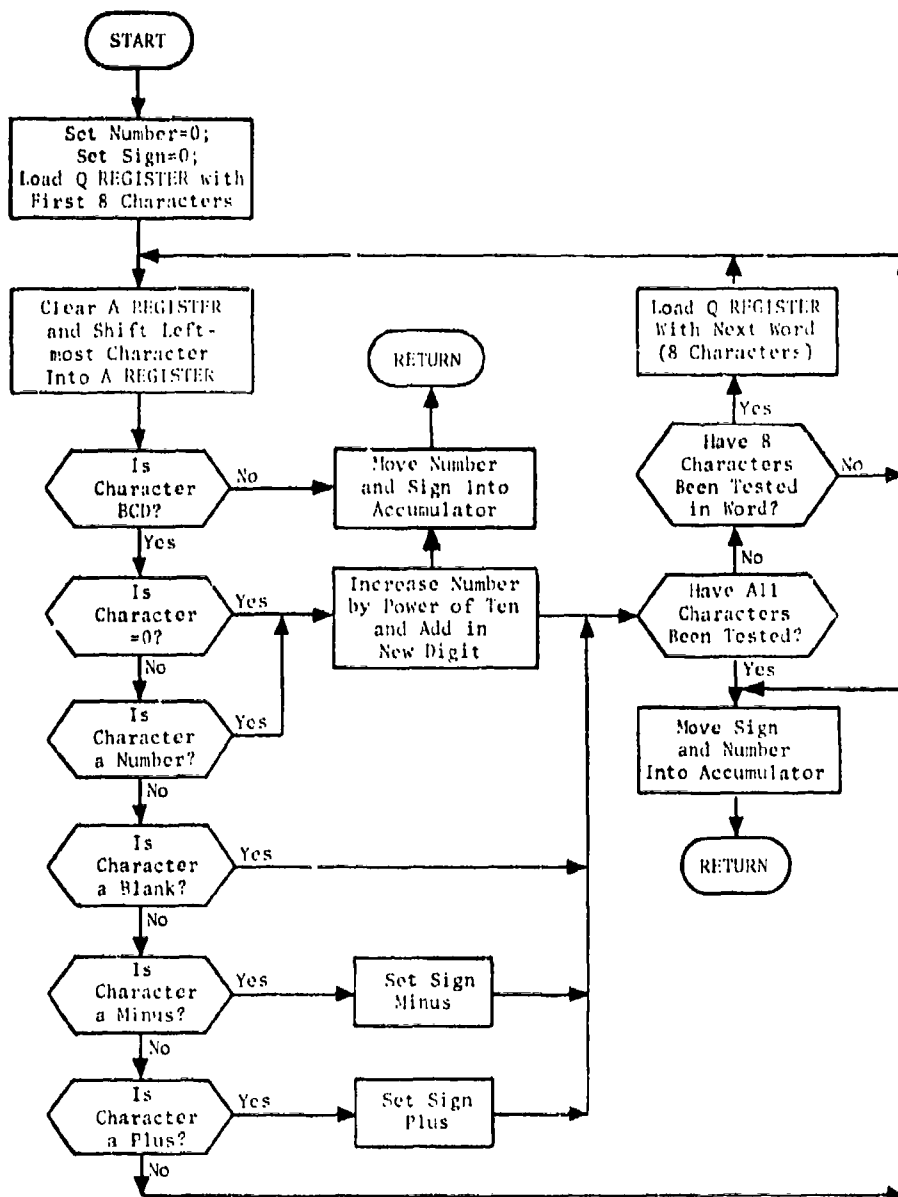 START
Set Number=0;
Set Sign=0;
Load Q REGISTER with
First 8 Characters
Clear A REGISTER
and Shift Left-
most Character
Into A REGISTER
Load Q REGISTER
With Next Word
(8 Characters)
RETURN
Yes
Is
Character
BCD?
No
Move Number
and Sign Into
Accumulator
Have 8
Characters
Been Tested
in Word?
No
Yes
No
Is
Character
=0?
Yes
Increase Number
by Power of Ten
and Add in
New Digit
Have All
Characters
Been Tested?
No
Yes
Is
Character
a Number?
Yes
Move Sign
and Number
Into Accumulator
No
Is
Character
a Blank?
Yes
RETURN
No
Is
Character
a Minus?
Yes
Set Sign
Minus
No
Is
Character
a Plus?
Yes
Set Sign
Plus
No